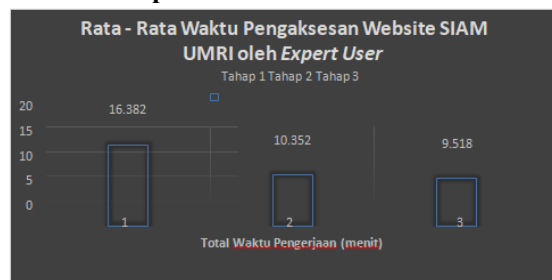 Rata - Rata Waktu Pengaksesan Website SIAM
UMRI oleh Expert User
Tahap 1 Tahap 2 Tahap 3
20
16.382
15
10.352
9.518
10
5
0
1
2
3
Total Waktu Pengerjaan (menit)